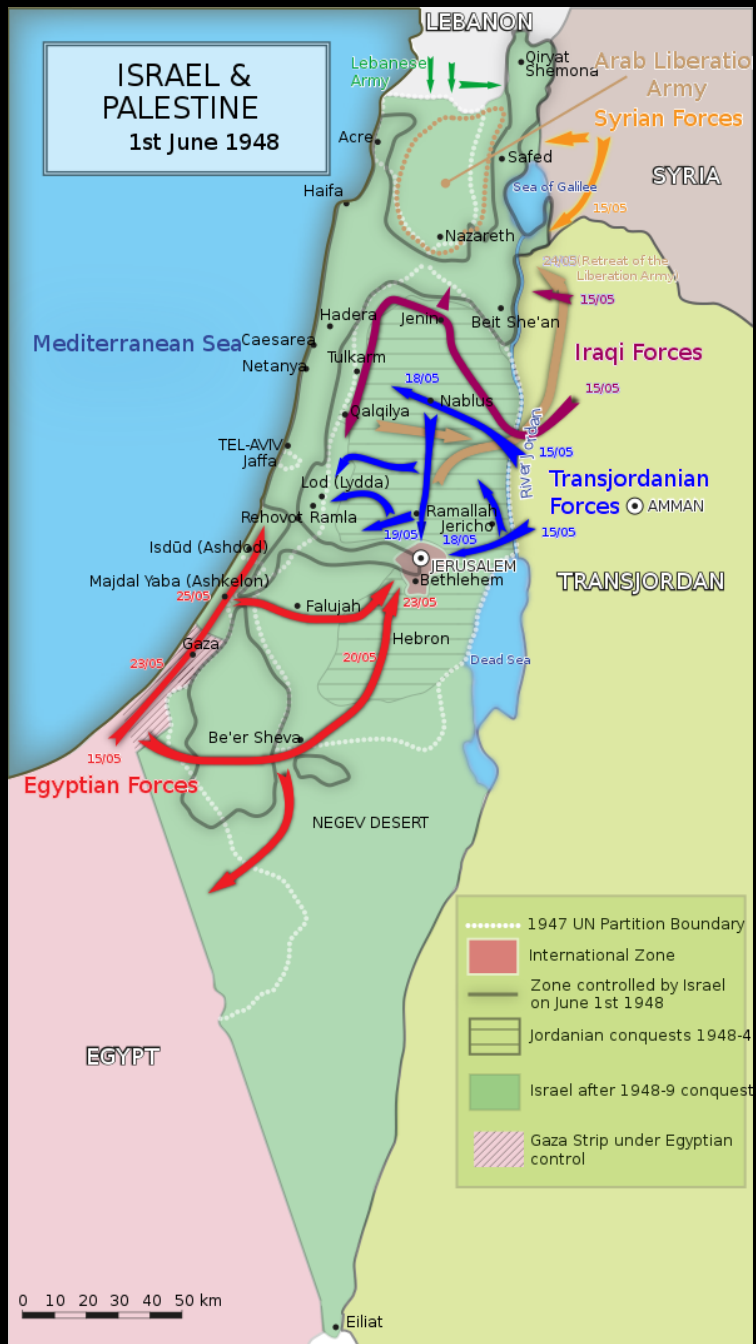 LEBANON
ISRAEL &
PALESTINE
1st June 1948
Lebanese
Army
Qiryat
Shemona
Arab Liberatio
Army
Syrian Forces
Acre
Safed
SYRIA
Haifa
Sea of Galilee
15/05
Nazareth
(Retreat of the
Liberation Army)
15/05
Mediterranean Sea
Hadera
Jenin
Beit She'an
Caesarea
Netanya
Tulkarm
Iraqi Forces
18/05
15/05
Nablus
Qalqilya
River Jordan
TEL-AVIV
Jaffa
15/05
Lod (Lydda)
Transjordanian
Forces
AMMAN
Rehovot
Ramla
Ramallah
Jericho
19/05
18/05
15/05
Isdūd (Ashdod)
JERUSALEM
Majdal Yaba (Ashkelon)
Bethlehem
TRANSJORDAN
25/05
Falujah
23/05
Gaza
Hebron
23/05
20/05
Dead Sea
Be'er Sheva
15/05
Egyptian Forces
NEGEV DESERT
1947 UN Partition Boundary
International Zone
Zone controlled by Israel
on June 1st 1948
Jordanian conquests 1948-4
Israel after 1948-9 conquest
Gaza Strip under Egyptian
control
EGYPT
0 10 20 30 40 50 km
Eiliat